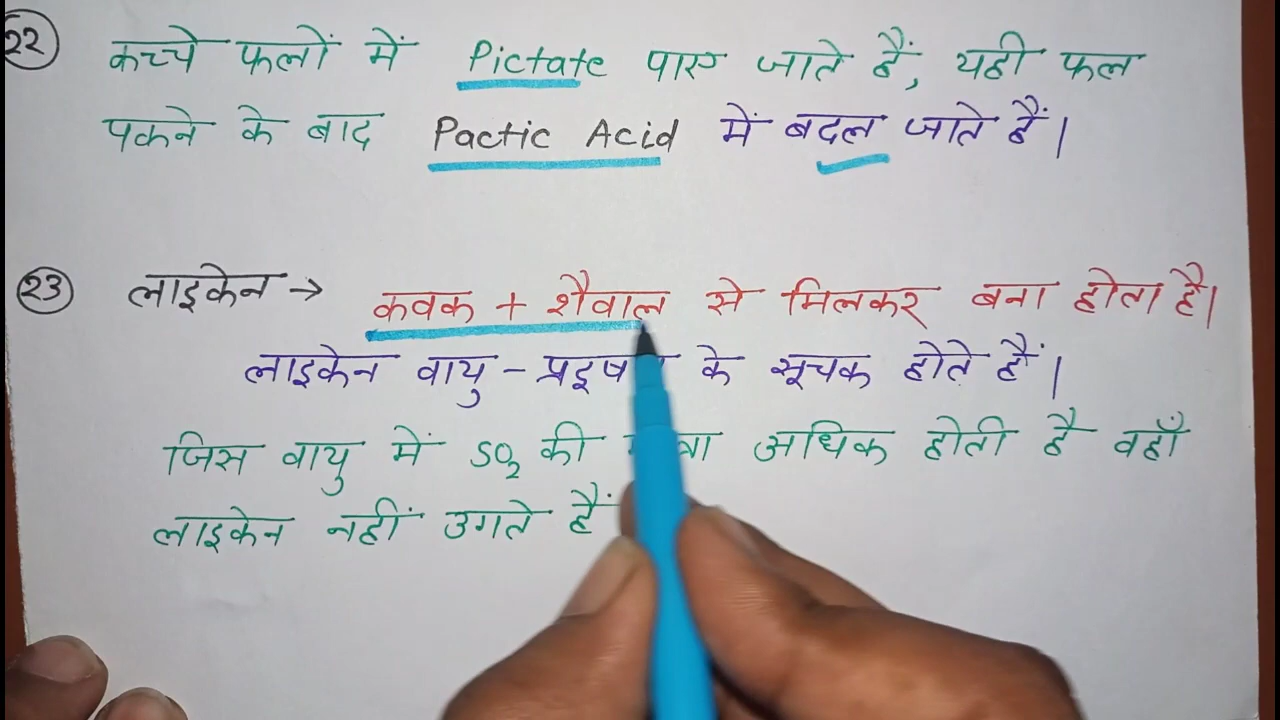 22 कच्चे फलों में Pictate पाए जाते हैं, यही फल
पकने के बाद Pactic Acid में बदल जाते हैं।
23 लाइकेन → कवक + शैवाल से मिलकर बना होता है।
लाइकेन वायु - के सूचक होते हैं।
जिस वायु में SO₂ की अधिक होती है वहाँ
लाइकेन नहीं उगते हैं